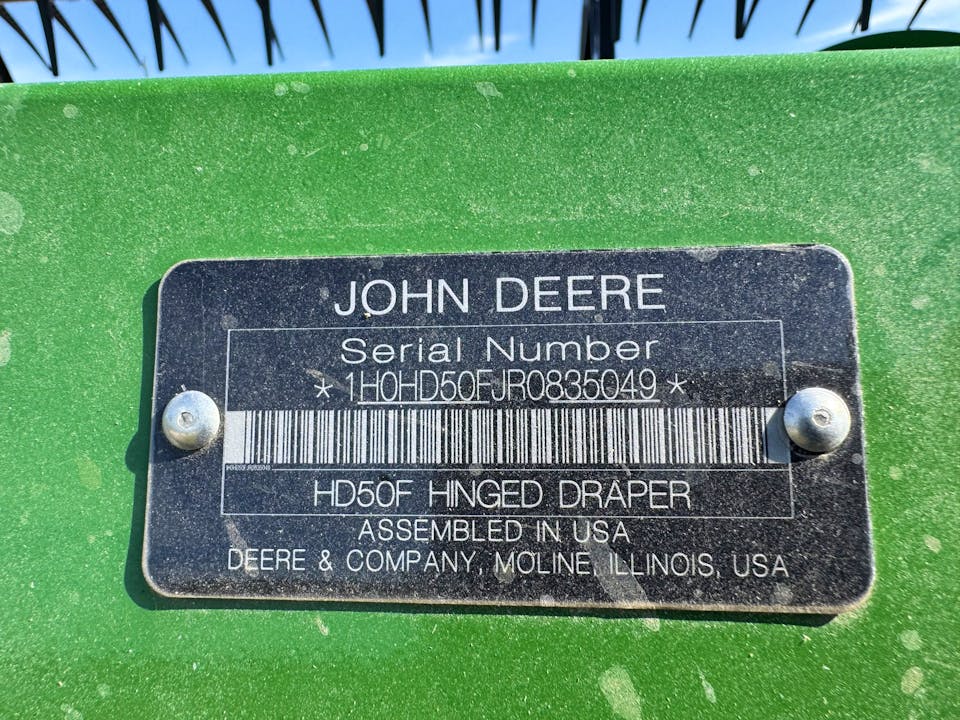 JOHN DEERE
Serial Number
*1H0HD50FJR0835049*
HD50F HINGED DRAPER
ASSEMBLED IN USA
DEERE & COMPANY, MOLINE, ILLINOIS, USA